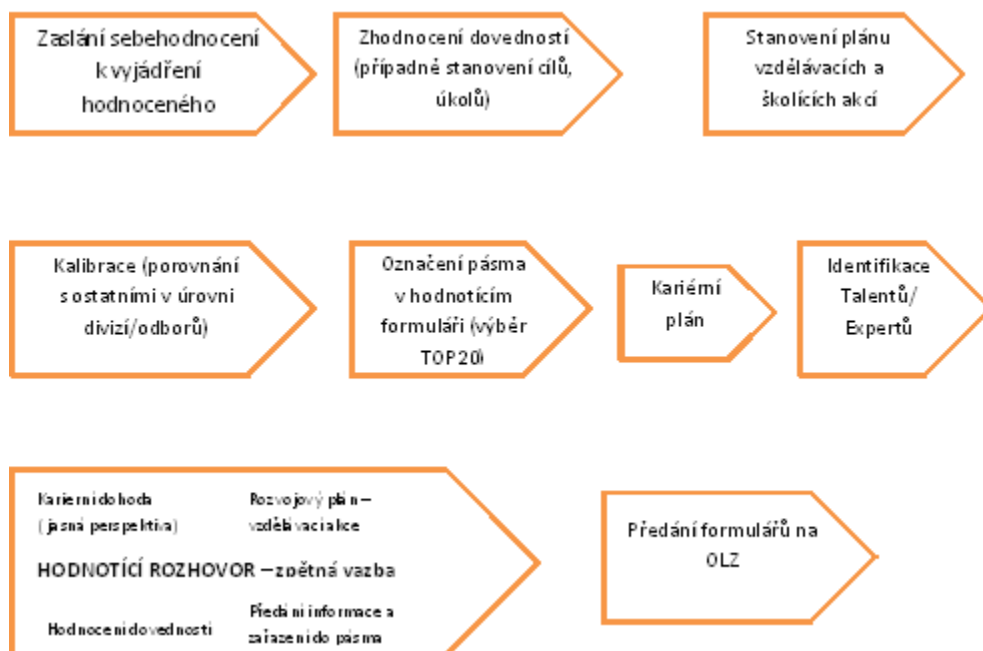 Zaslání sebehodnocení
k vyjádření
hodnoceného
Zhodnocení dovedností
(případné stanovení cílů,
úkolů)
Stanovení plánu
vzdělávacích a
školících akcí
Kalibrace (porovnání
s ostatními v úrovni
divizí/odborů)
Označení pásma
v hodnotícím
formuláři (výběr
TOP20)
Kariérní
plán
Identifikace
Talentů/
Expertů
Karierni dohoda
( jasná perspektiva)
Rozvojový plán –
vzdělávací akce
HODNOTÍCÍ ROZHOVOR – zpětná vazba
Hodnocení dovednosti
Předání informace a
zařazení do pásma
Předání formulářů na
OLZ